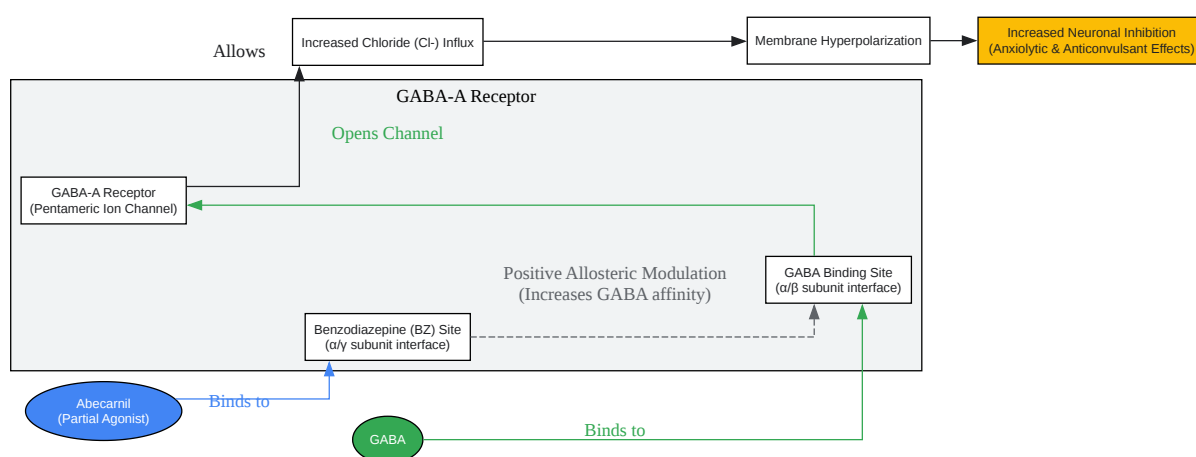 Increased Chloride (Cl-) Influx
Membrane Hyperpolarization
Increased Neuronal Inhibition
(Anxiolytic & Anticonvulsant Effects)
Allows
GABA-A Receptor
Opens Channel
GABA-A Receptor
(Pentameric Ion Channel)
Positive Allosteric Modulation
(Increases GABA affinity)
GABA Binding Site
(α/β subunit interface)
Benzodiazepine (BZ) Site
(α/γ subunit interface)
Abecarnil
(Partial Agonist)
Binds to
GABA
Binds to